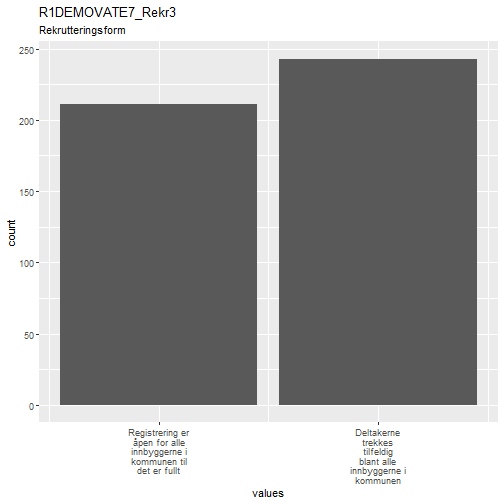 R1DEMOVATE7_Rekr3
Rekrutteringsform
250
200
150
100
50
0
count
Registrering er
åpen for alle
innbyggerne i
kommunen til
det er fullt
Deltakerne
trekkes
tilfeldig
blant alle
innbyggerne i
kommunen
values